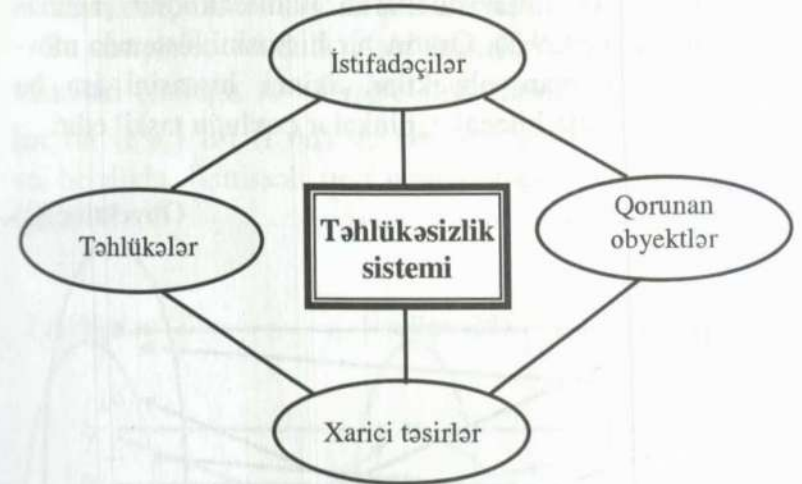 İstifadəçilər
Təhlükələr
Təhlükəsizlik
sistemi
Qorunan
obyektlər
Xarici təsirlər